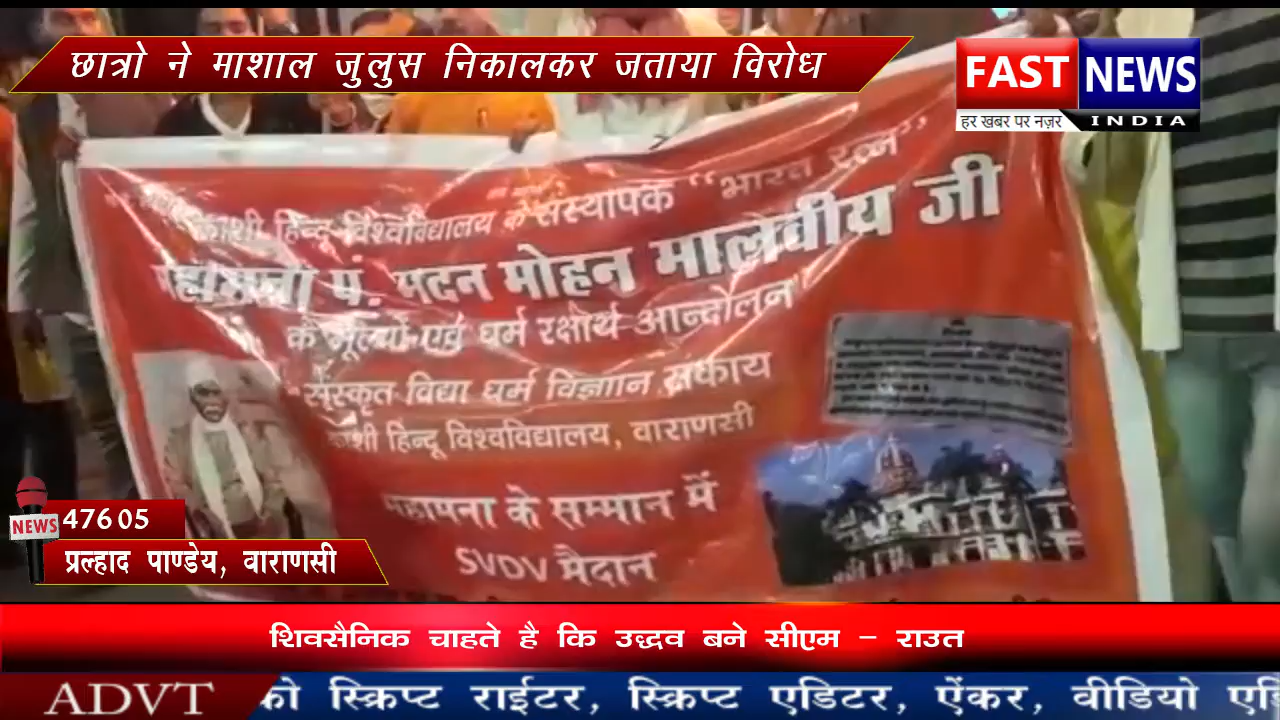 छात्रो ने माशाल जुलुस निकालकर जताया विरोध
FAST NEWS
INDIA
हर खबर पर नज़र
काशी हिन्दू विश्वविद्यालय के संस्थापक “भारत रत्न”
महामना पं. मदन मोहन मालवीय जी
के मूल्यों एवं धर्म रक्षार्थ आन्दोलन
संस्कृत विद्या धर्म विज्ञान संकाय
काशी हिन्दू विश्वविद्यालय, वाराणसी
महामना के सम्मान में
SVDV मैदान
NEWS
47605
प्रल्हाद पाण्डेय, वाराणसी
शिवसैनिक चाहते है कि उद्धव बने सीएम – राउत
ADVT
को स्क्रिप्ट राईटर, स्क्रिप्ट एडिटर, ऐंकर, वीडियो